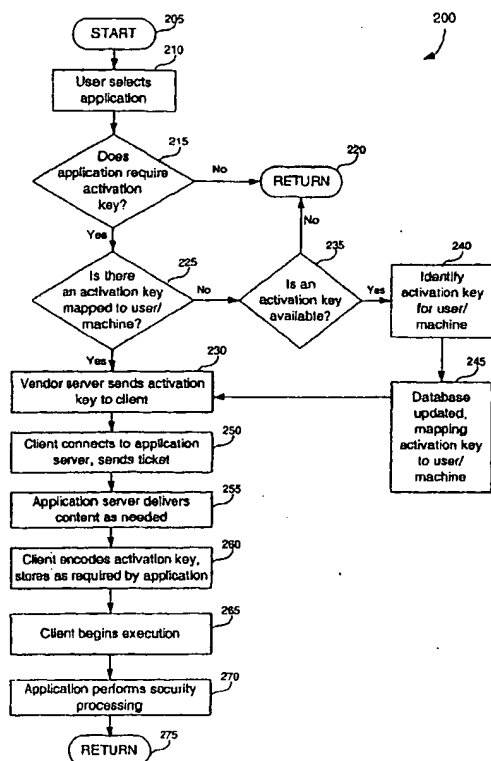 200
START
205
210
User selects
application
215
Does
application require
activation
key?
No
220
RETURN
Yes
No
225
Is there
an activation key
mapped to user/
machine?
No
235
Is an
activation key
available?
Yes
240
Identify
activation key
for user/
machine
Yes
230
Vendor server sends activation
key to client
245
Database
updated,
mapping
activation key
to user/
machine
250
Client connects to application
server, sends ticket
255
Application server delivers
content as needed
260
Client encodes activation key,
stores as required by application
265
Client begins execution
270
Application performs security
processing
RETURN
275